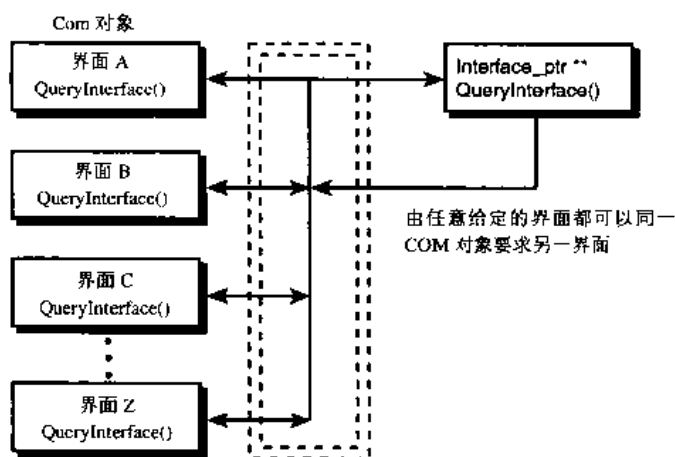 Com 对象
界面 A
QueryInterface()
界面 B
QueryInterface()
界面 C
QueryInterface()
界面 Z
QueryInterface()
Interface_ptr **
QueryInterface()
由任意给定的界面都可以同一
COM 对象要求另一界面